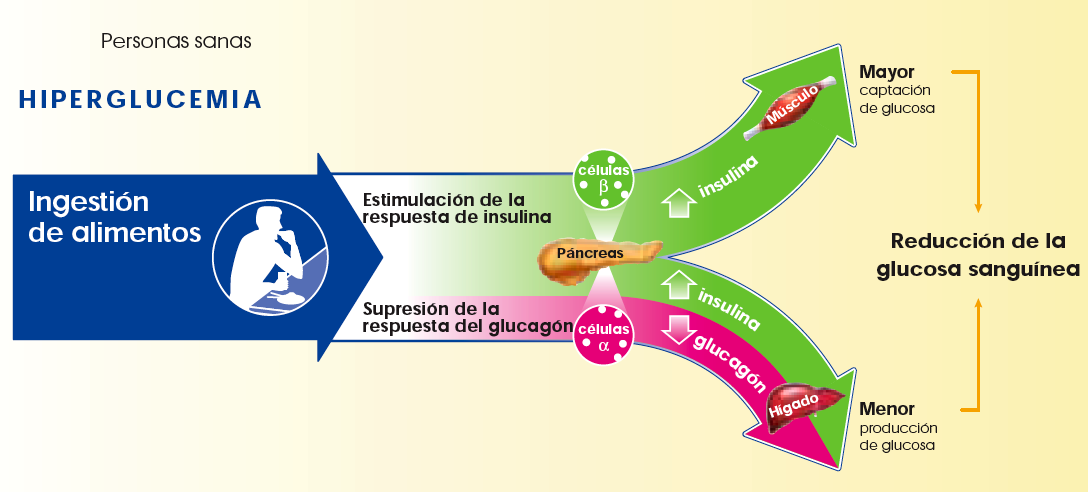 Personas sanas
HIPERGLUCEMIA
Ingestión
de alimentos
Estimulación de la
respuesta de insulina
Supresión de la
respuesta del glucagón
células
β
Páncreas
células
α
insulina
Músculo
insulina
glucagón
Hígado
Mayor
captación
de glucosa
Reducción de la
glucosa sanguínea
Menor
producción
de glucosa